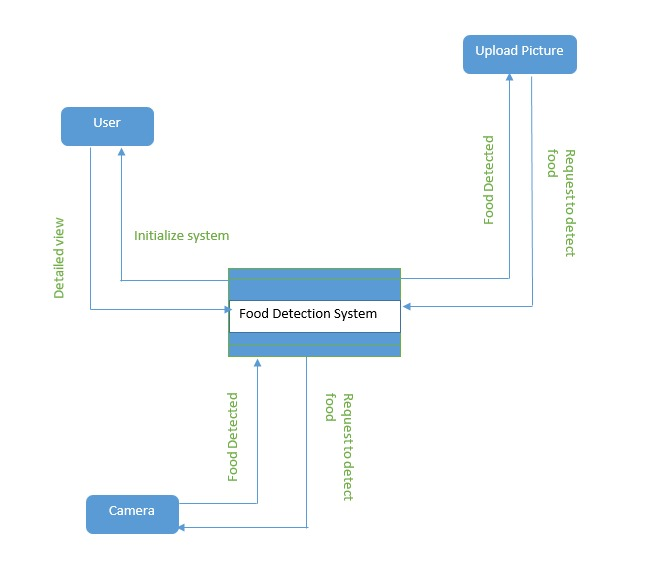 Upload Picture
User
Food Detected
Request to detect
food
Initialize system
Detailed view
Food Detection System
Food Detected
Request to detect
food
Camera